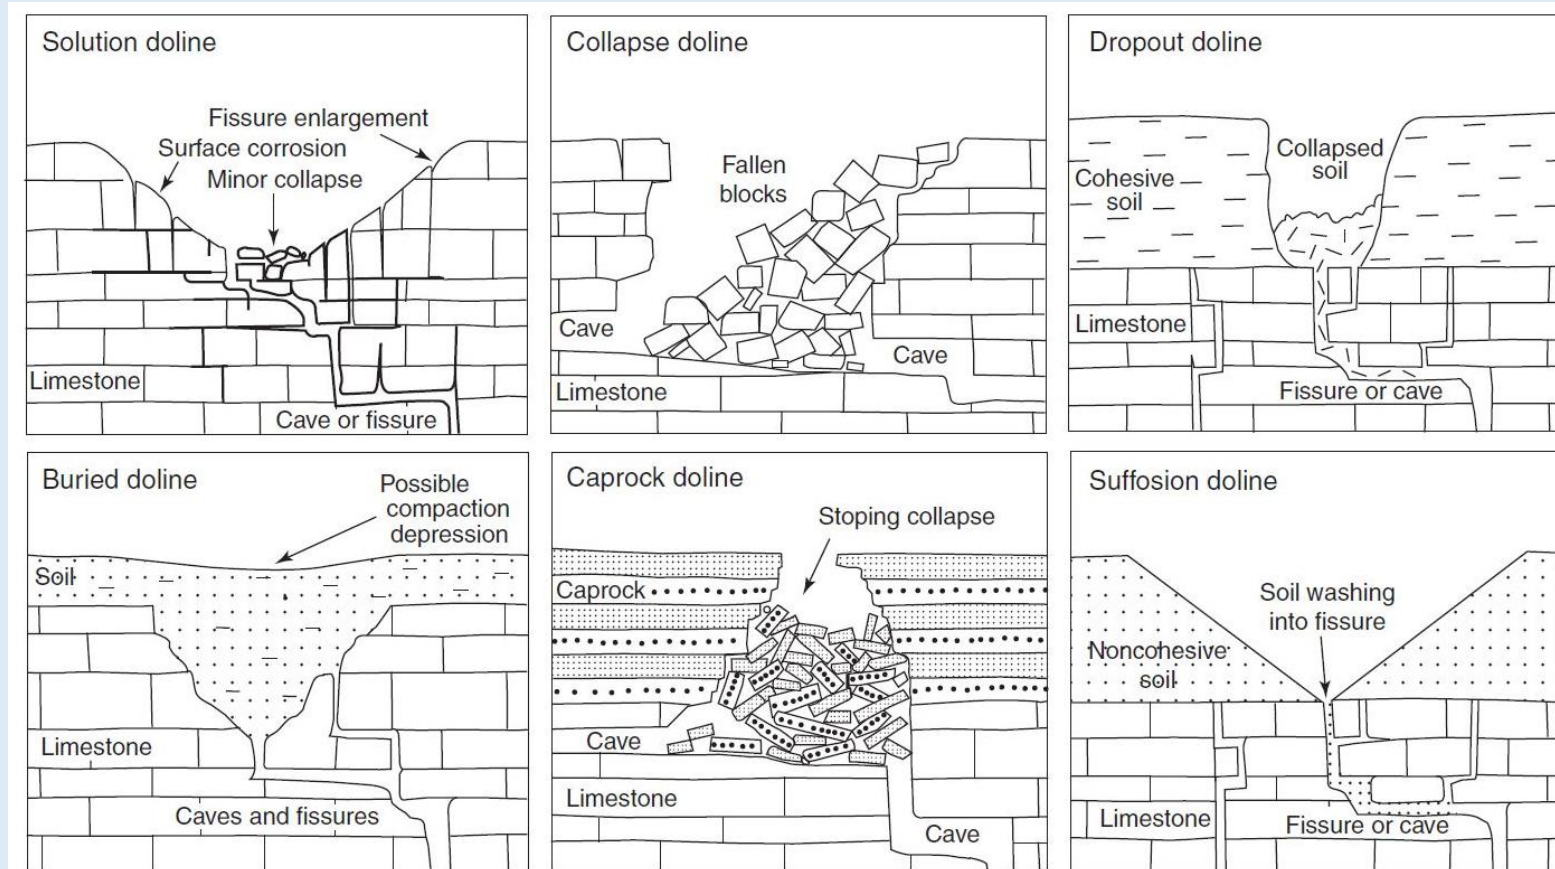 Solution doline
Fissure enlargement
Surface corrosion
Minor collapse
Limestone
Cave or fissure
Collapse doline
Fallen
blocks
Cave
Cave
Limestone
Dropout doline
Collapsed
soil
Cohesive
soil
Limestone
Fissure or cave
Buried doline
Possible
compaction
depression
Soil
Limestone
Caves and fissures
Caprock doline
Stoping collapse
Caprock
Cave
Limestone
Cave
Suffosion doline
Soil washing
into fissure
Noncohesive
soil
Limestone
Fissure or cave